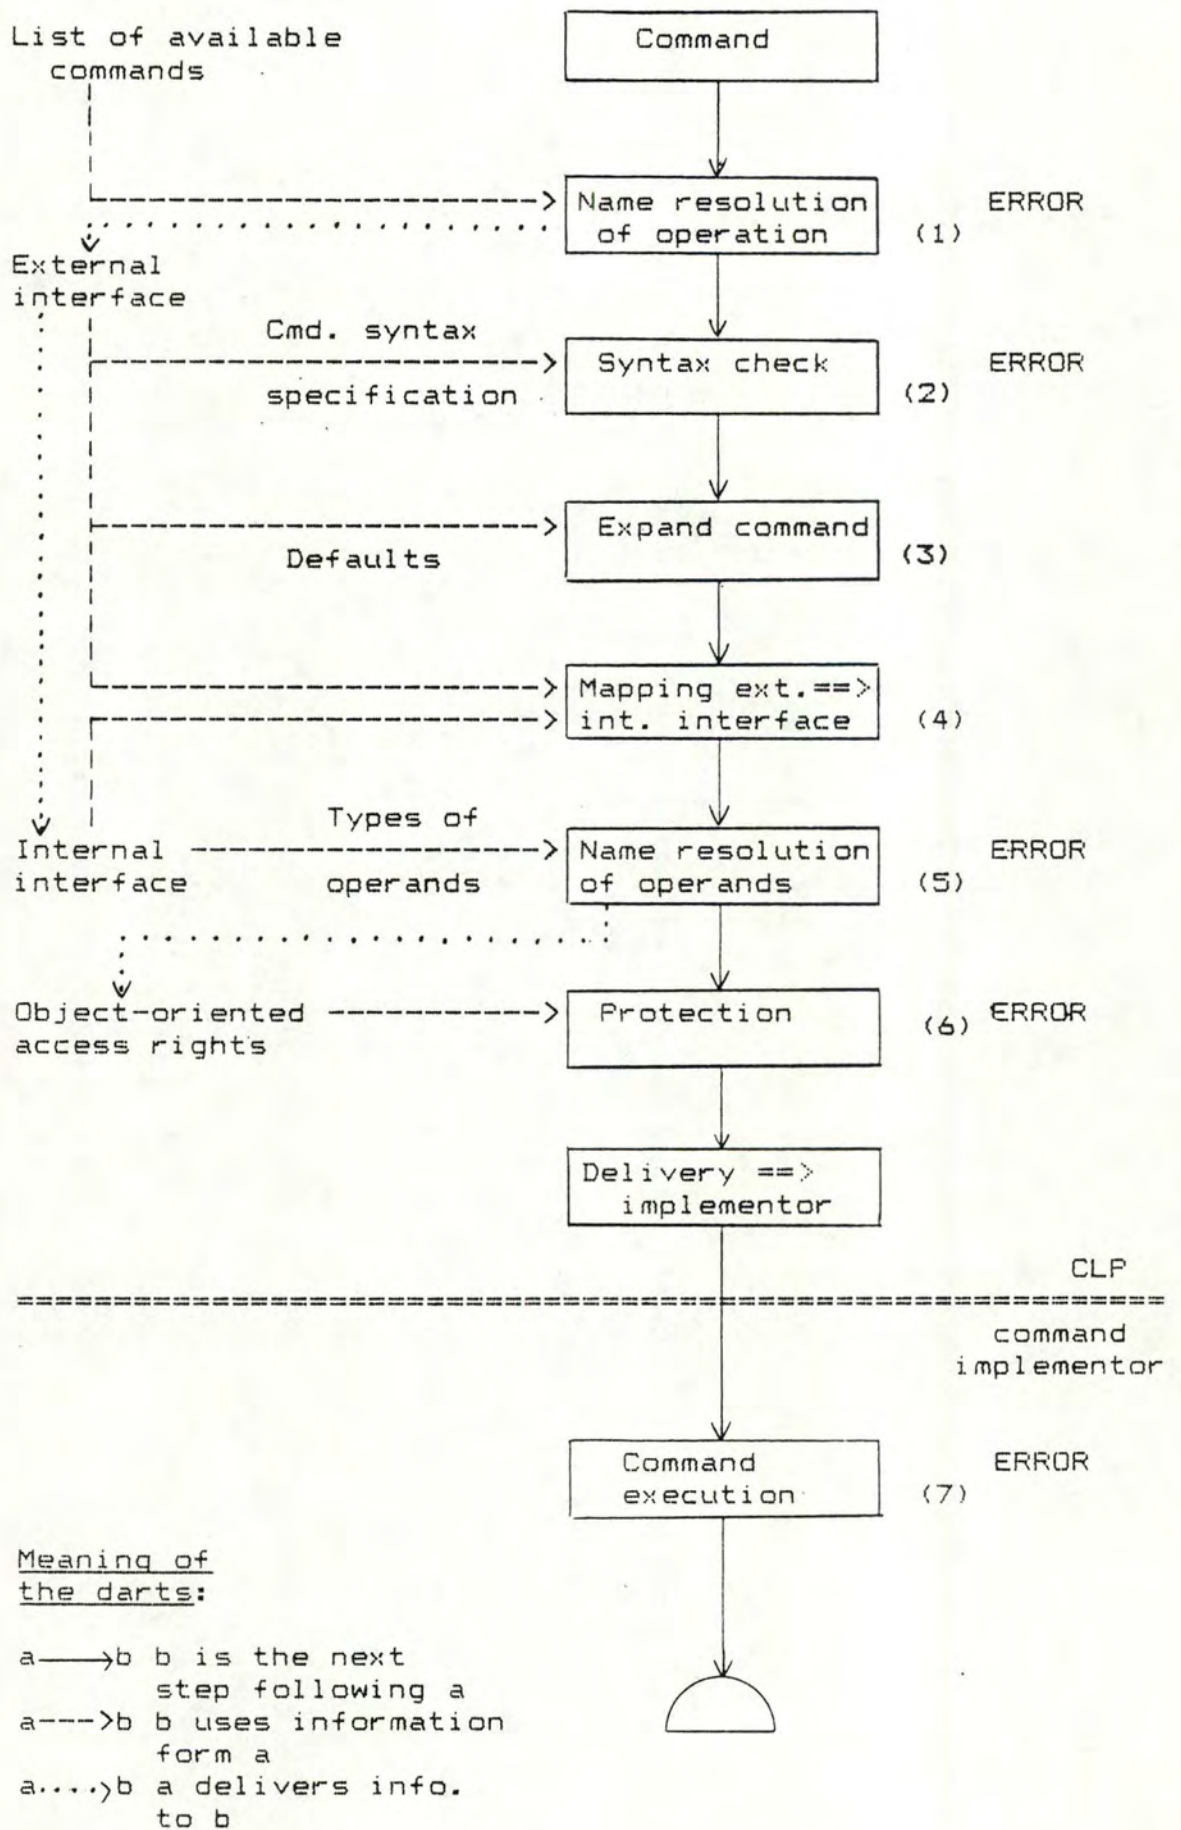 List of available
commands
Command
Name resolution
of operation
ERROR
(1)
External
interface
Cmd. syntax
specification
Syntax check
ERROR
(2)
Defaults
Expand command
(3)
Mapping ext.==>
int. interface
(4)
Internal
interface
Types of
operands
Name resolution
of operands
ERROR
(5)
Object-oriented
access rights
Protection
ERROR
(6)
Delivery ==>
implementor
CLP
command
implementor
Command
execution
ERROR
(7)
Meaning of
the darts:
a——>b b is the next
step following a
a--->b b uses information
form a
a....>b a delivers info.
to b